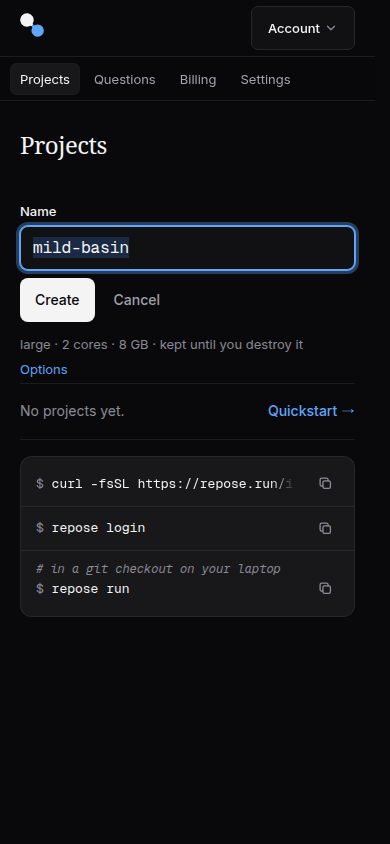 Account
Projects Questions Billing Settings
Projects
Name
mild-basin
Create Cancel
large · 2 cores · 8 GB · kept until you destroy it
Options
No projects yet. Quickstart →
$ curl -fsSL https://repose.run/i
$ repose login
# in a git checkout on your laptop
$ repose run